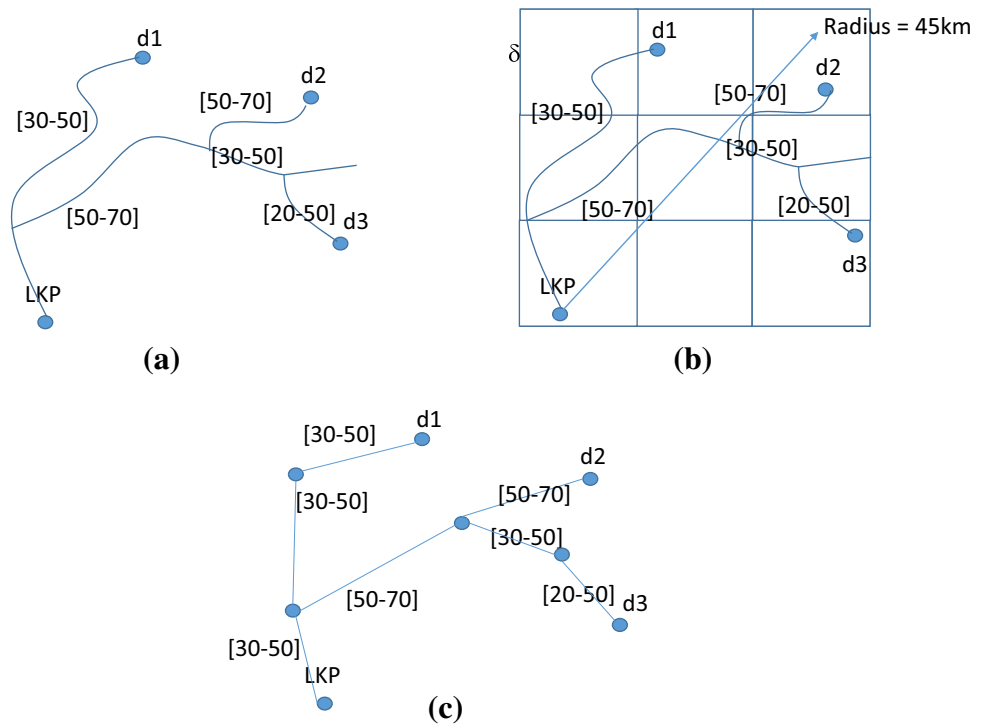 d1
d2
[50-70]
[30-50]
[30-50]
[50-70]
[20-50]
d3
LKP
(a)
Radius = 45km
δ
d1
d2
[50-70]
[30-50]
[30-50]
[50-70]
[20-50]
d3
LKP
(b)
d1
[30-50]
d2
[30-50]
[50-70]
[30-50]
[50-70]
[20-50]
d3
[30-50]
LKP
(c)